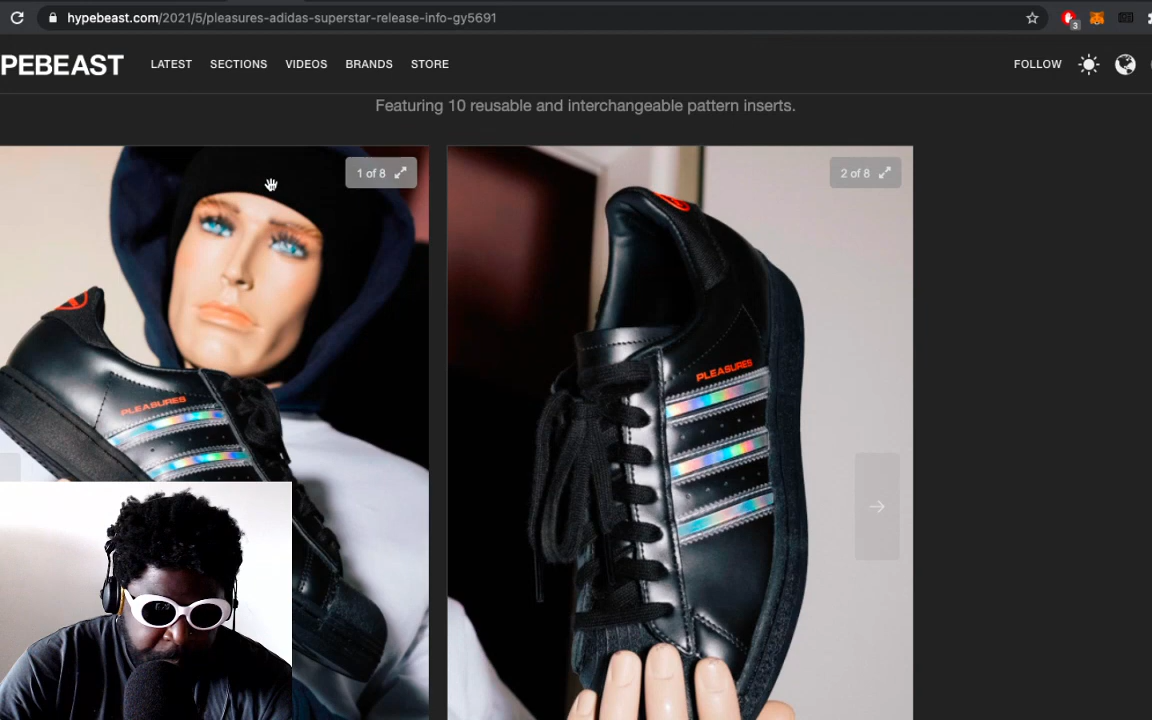 hypebeast.com/2021/5/pleasures-adidas-superstar-release-info-gy5691
3
PEBEAST LATEST SECTIONS VIDEOS BRANDS STORE FOLLOW
Featuring 10 reusable and interchangeable pattern inserts.
1 of 8
2 of 8
PLEASURES
PLEASURES